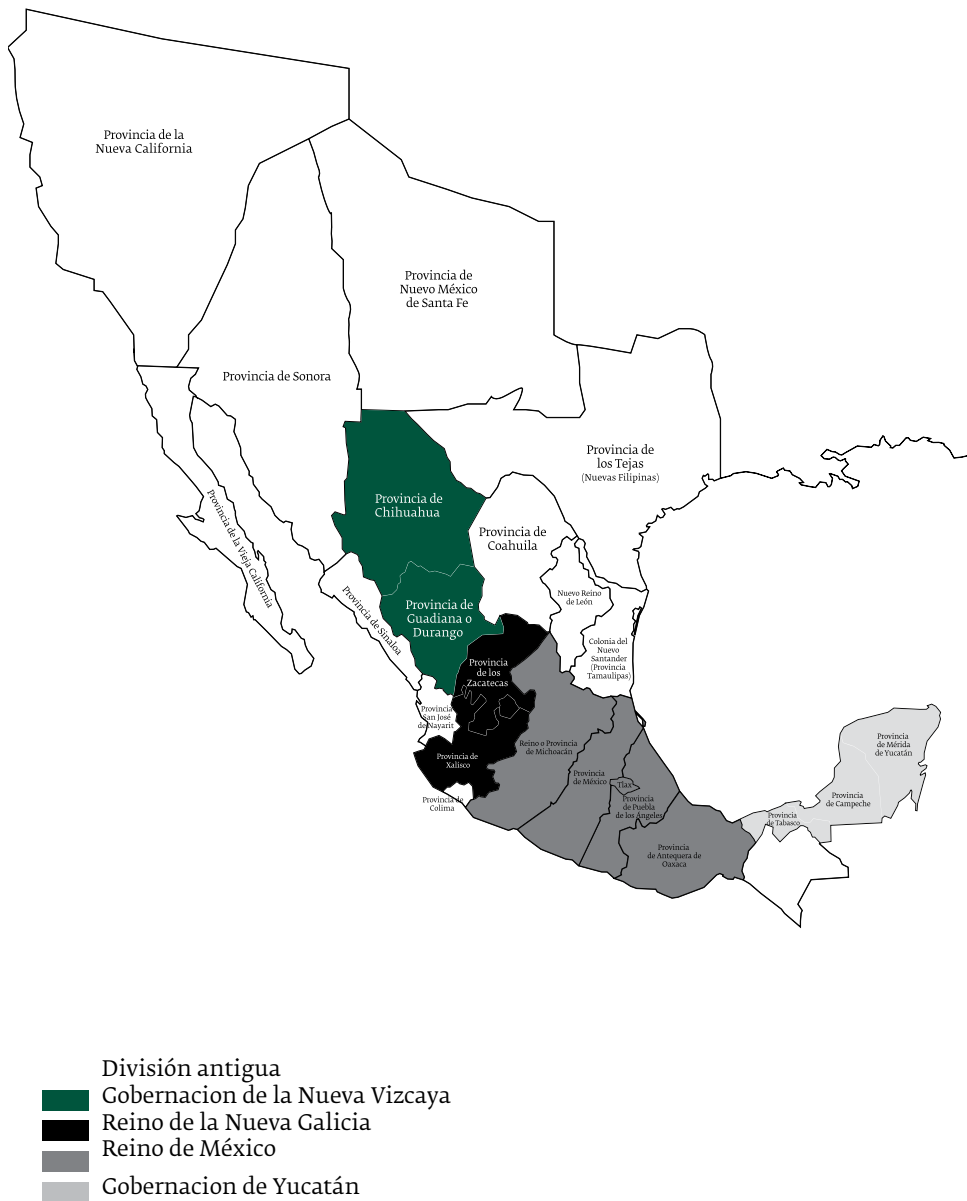 Provincia de la
Nueva California
Provincia de
Nuevo México
de Santa Fe
Provincia de Sonora
Provincia de
los Tejas
(Nuevas Filipinas)
Provincia de
Chihuahua
Provincia de la Vieja California
Provincia de
Coahuila
Nuevo Reino
de León
Provincia de Sinaloa
Provincia de
Guadiana o
Durango
Colonia del
Nuevo
Santander
(Provincia
Tamaulipas)
Provincia
de los
Zacatecas
Provincia
San José
de Nayarit
Reino o Provincia
de Michoacán
Provincia
de Mérida
de Yucatán
Provincia de
Xalisco
Provincia
de México
Tlax
Provincia de
Colima
Provincia
de Puebla
de los Ángeles
Provincia
de Campeche
Provincia
de Tabasco
Provincia
de Antequera de
Oaxaca
División antigua
Gobernacion de la Nueva Vizcaya
Reino de la Nueva Galicia
Reino de México
Gobernacion de Yucatán